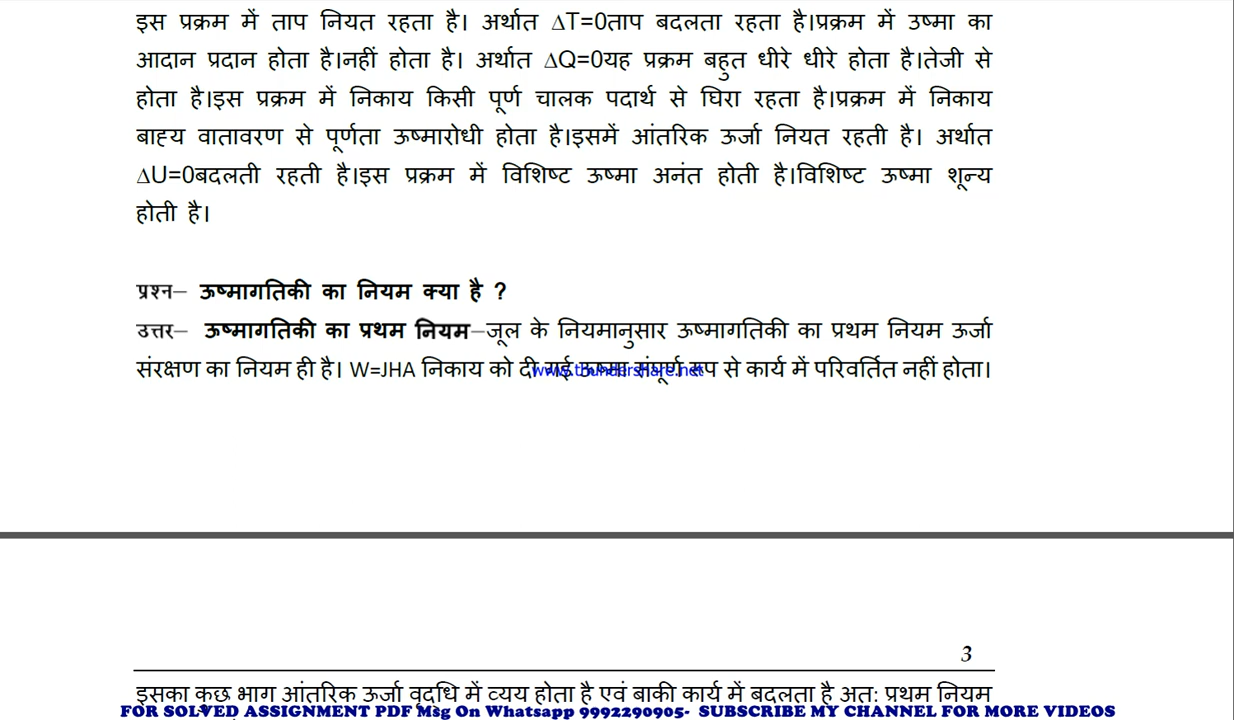 इस प्रक्रम में ताप नियत रहता है। अर्थात ∆T=0ताप बदलता रहता है।प्रक्रम में उष्मा का
आदान प्रदान होता है।नहीं होता है। अर्थात ∆Q=0यह प्रक्रम बहुत धीरे धीरे होता है।तेजी से
होता है।इस प्रक्रम में निकाय किसी पूर्ण चालक पदार्थ से घिरा रहता है।प्रक्रम में निकाय
बाह्य वातावरण से पूर्णता ऊष्मारोधी होता है।इसमें आंतरिक ऊर्जा नियत रहती है। अर्थात
∆U=0बदलती रहती है।इस प्रक्रम में विशिष्ट ऊष्मा अनंत होती है।विशिष्ट ऊष्मा शून्य
होती है।
प्रश्न– ऊष्मागतिकी का नियम क्या है ?
उत्तर– ऊष्मागतिकी का प्रथम नियम–जूल के नियमानुसार ऊष्मागतिकी का प्रथम नियम ऊर्जा
संरक्षण का नियम ही है। W=JHA निकाय को दी गई ऊष्मा संपूर्ण रूप से कार्य में परिवर्तित नहीं होता।
www.thundershare.net
3
इसका कुछ भाग आंतरिक ऊर्जा वृद्धि में व्यय होता है एवं बाकी कार्य में बदलता है अत: प्रथम नियम
FOR SOLVED ASSIGNMENT PDF Msg On Whatsapp 9992290905- SUBSCRIBE MY CHANNEL FOR MORE VIDEOS